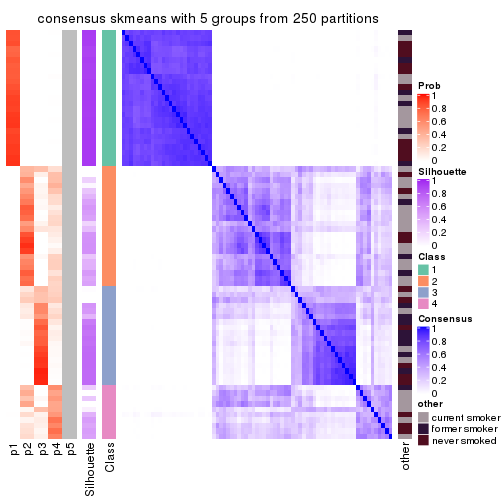 consensus skmeans with 5 groups from 250 partitions
Prob
1
0.8
0.6
0.4
0.2
0
Silhouette
1
0.8
0.6
0.4
0.2
0
Class
1
2
3
4
Consensus
1
0.8
0.6
0.4
0.2
0
other
current smoker
former smoker
never smoked
p1
p2
p3
p4
p5
Silhouette
Class
other